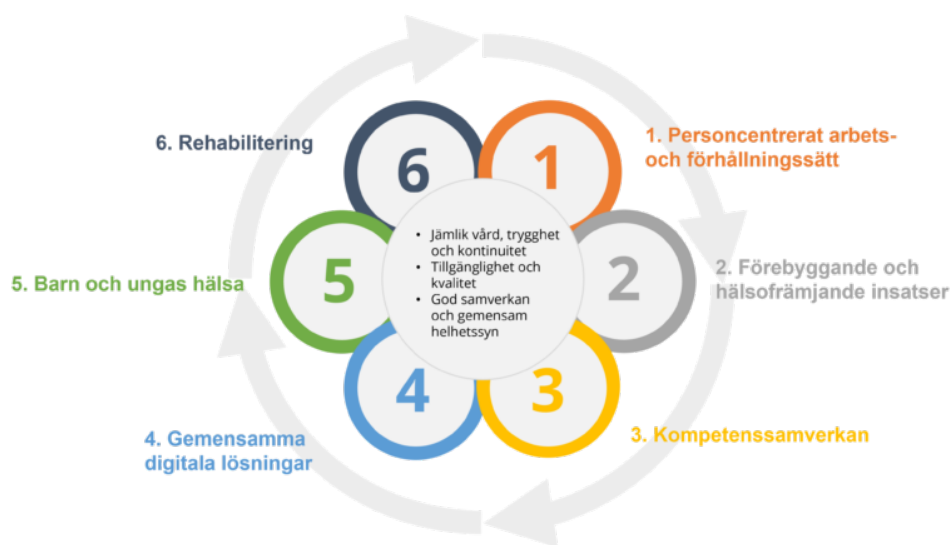 6. Rehabilitering
6
1
1. Personcentrerat arbets-
och förhållningssätt
• Jämlik vård, trygghet
och kontinuitet
• Tillgänglighet och
kvalitet
• God samverkan
och gemensam
helhetssyn
5. Barn och ungas hälsa
5
2
2. Förebyggande och
hälsofrämjande insatser
4
3
4. Gemensamma
digitala lösningar
3. Kompetenssamverkan